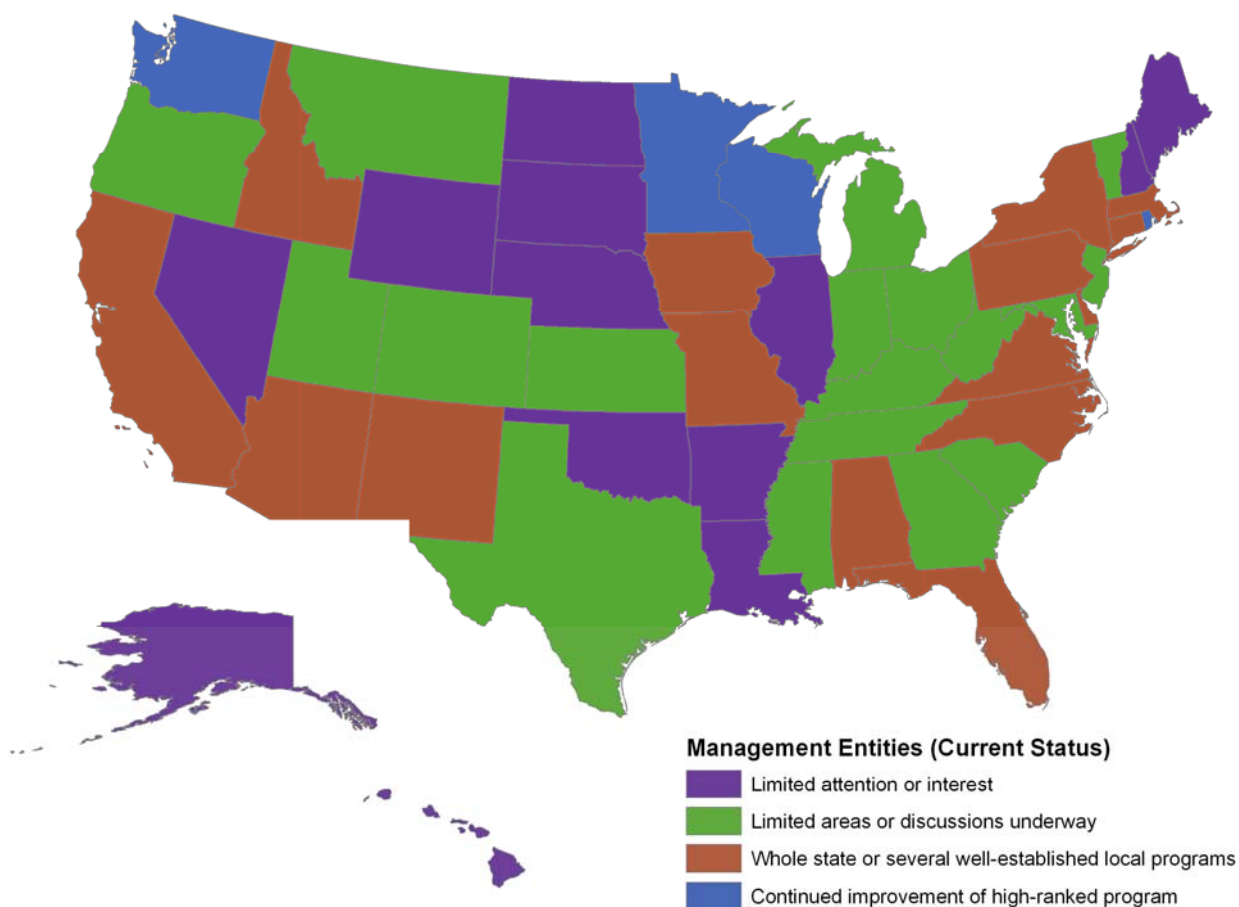 Management Entities (Current Status)
Limited attention or interest
Limited areas or discussions underway
Whole state or several well-established local programs
Continued improvement of high-ranked program